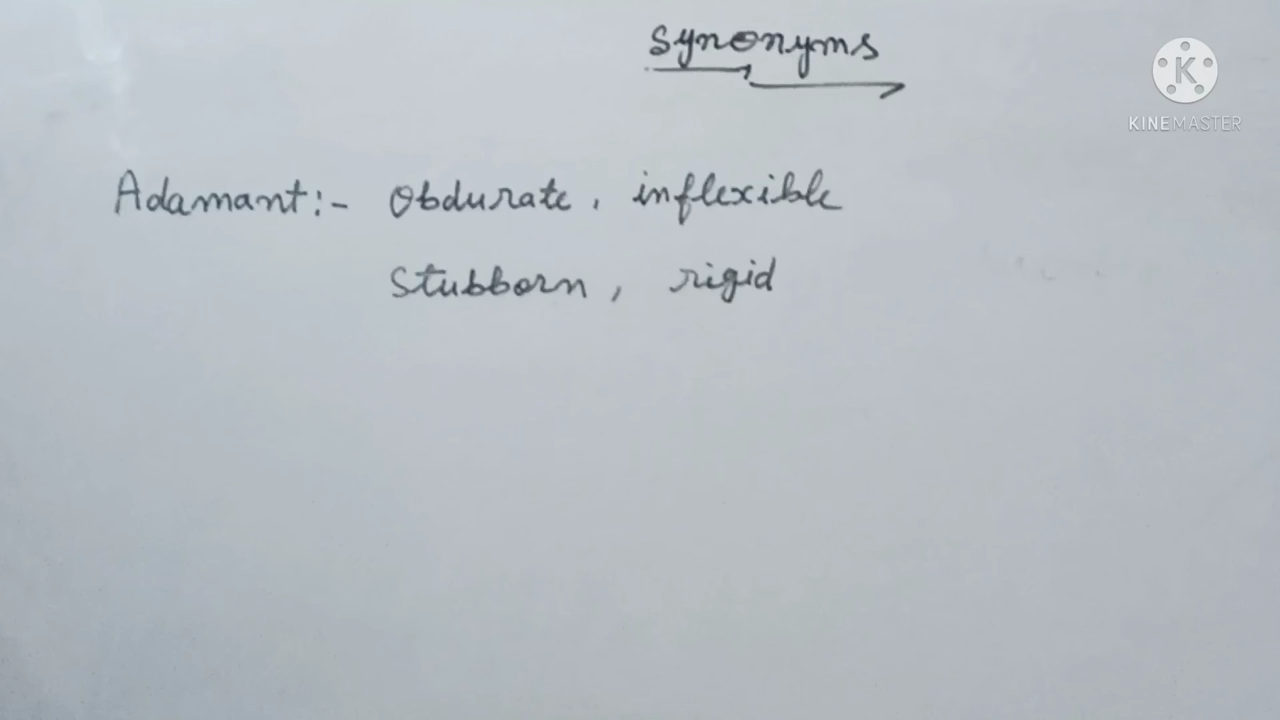 Synonyms
K
KINEMASTER
Adamant:- Obdurate, inflexible
Stubborn, rigid